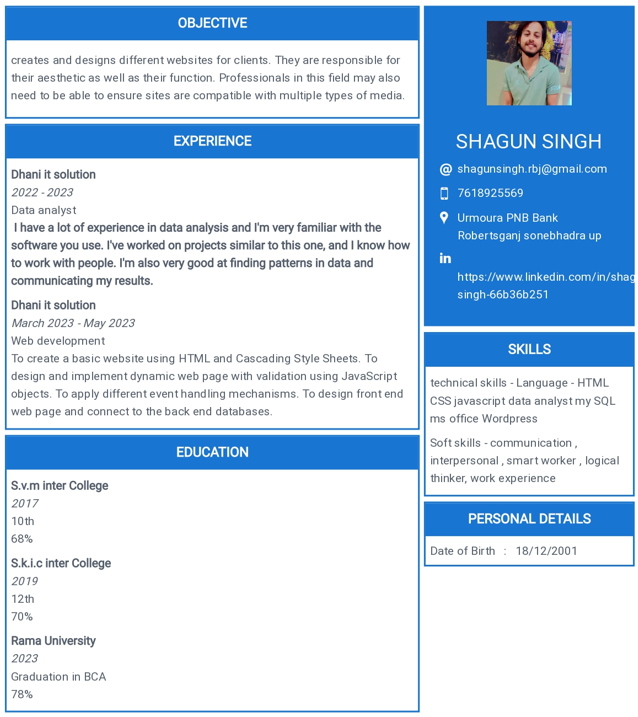 OBJECTIVE
creates and designs different websites for clients. They are responsible for
their aesthetic as well as their function. Professionals in this field may also
need to be able to ensure sites are compatible with multiple types of media.
EXPERIENCE
Dhani it solution
2022 - 2023
Data analyst
I have a lot of experience in data analysis and I'm very familiar with the
software you use. I've worked on projects similar to this one, and I know how
to work with people. I'm also very good at finding patterns in data and
communicating my results.
Dhani it solution
March 2023 - May 2023
Web development
To create a basic website using HTML and Cascading Style Sheets. To
design and implement dynamic web page with validation using JavaScript
objects. To apply different event handling mechanisms. To design front end
web page and connect to the back end databases.
EDUCATION
S.v.m inter College
2017
10th
68%
S.k.i.c inter College
2019
12th
70%
Rama University
2023
Graduation in BCA
78%
SHAGUN SINGH
shagunsingh.rbj@gmail.com
7618925569
Urmoura PNB Bank
Robertsganj sonebhadra up
https://www.linkedin.com/in/shag
singh-66b36b251
SKILLS
technical skills - Language - HTML
CSS javascript data analyst my SQL
ms office Wordpress
Soft skills - communication ,
interpersonal , smart worker , logical
thinker, work experience
PERSONAL DETAILS
Date of Birth : 18/12/2001